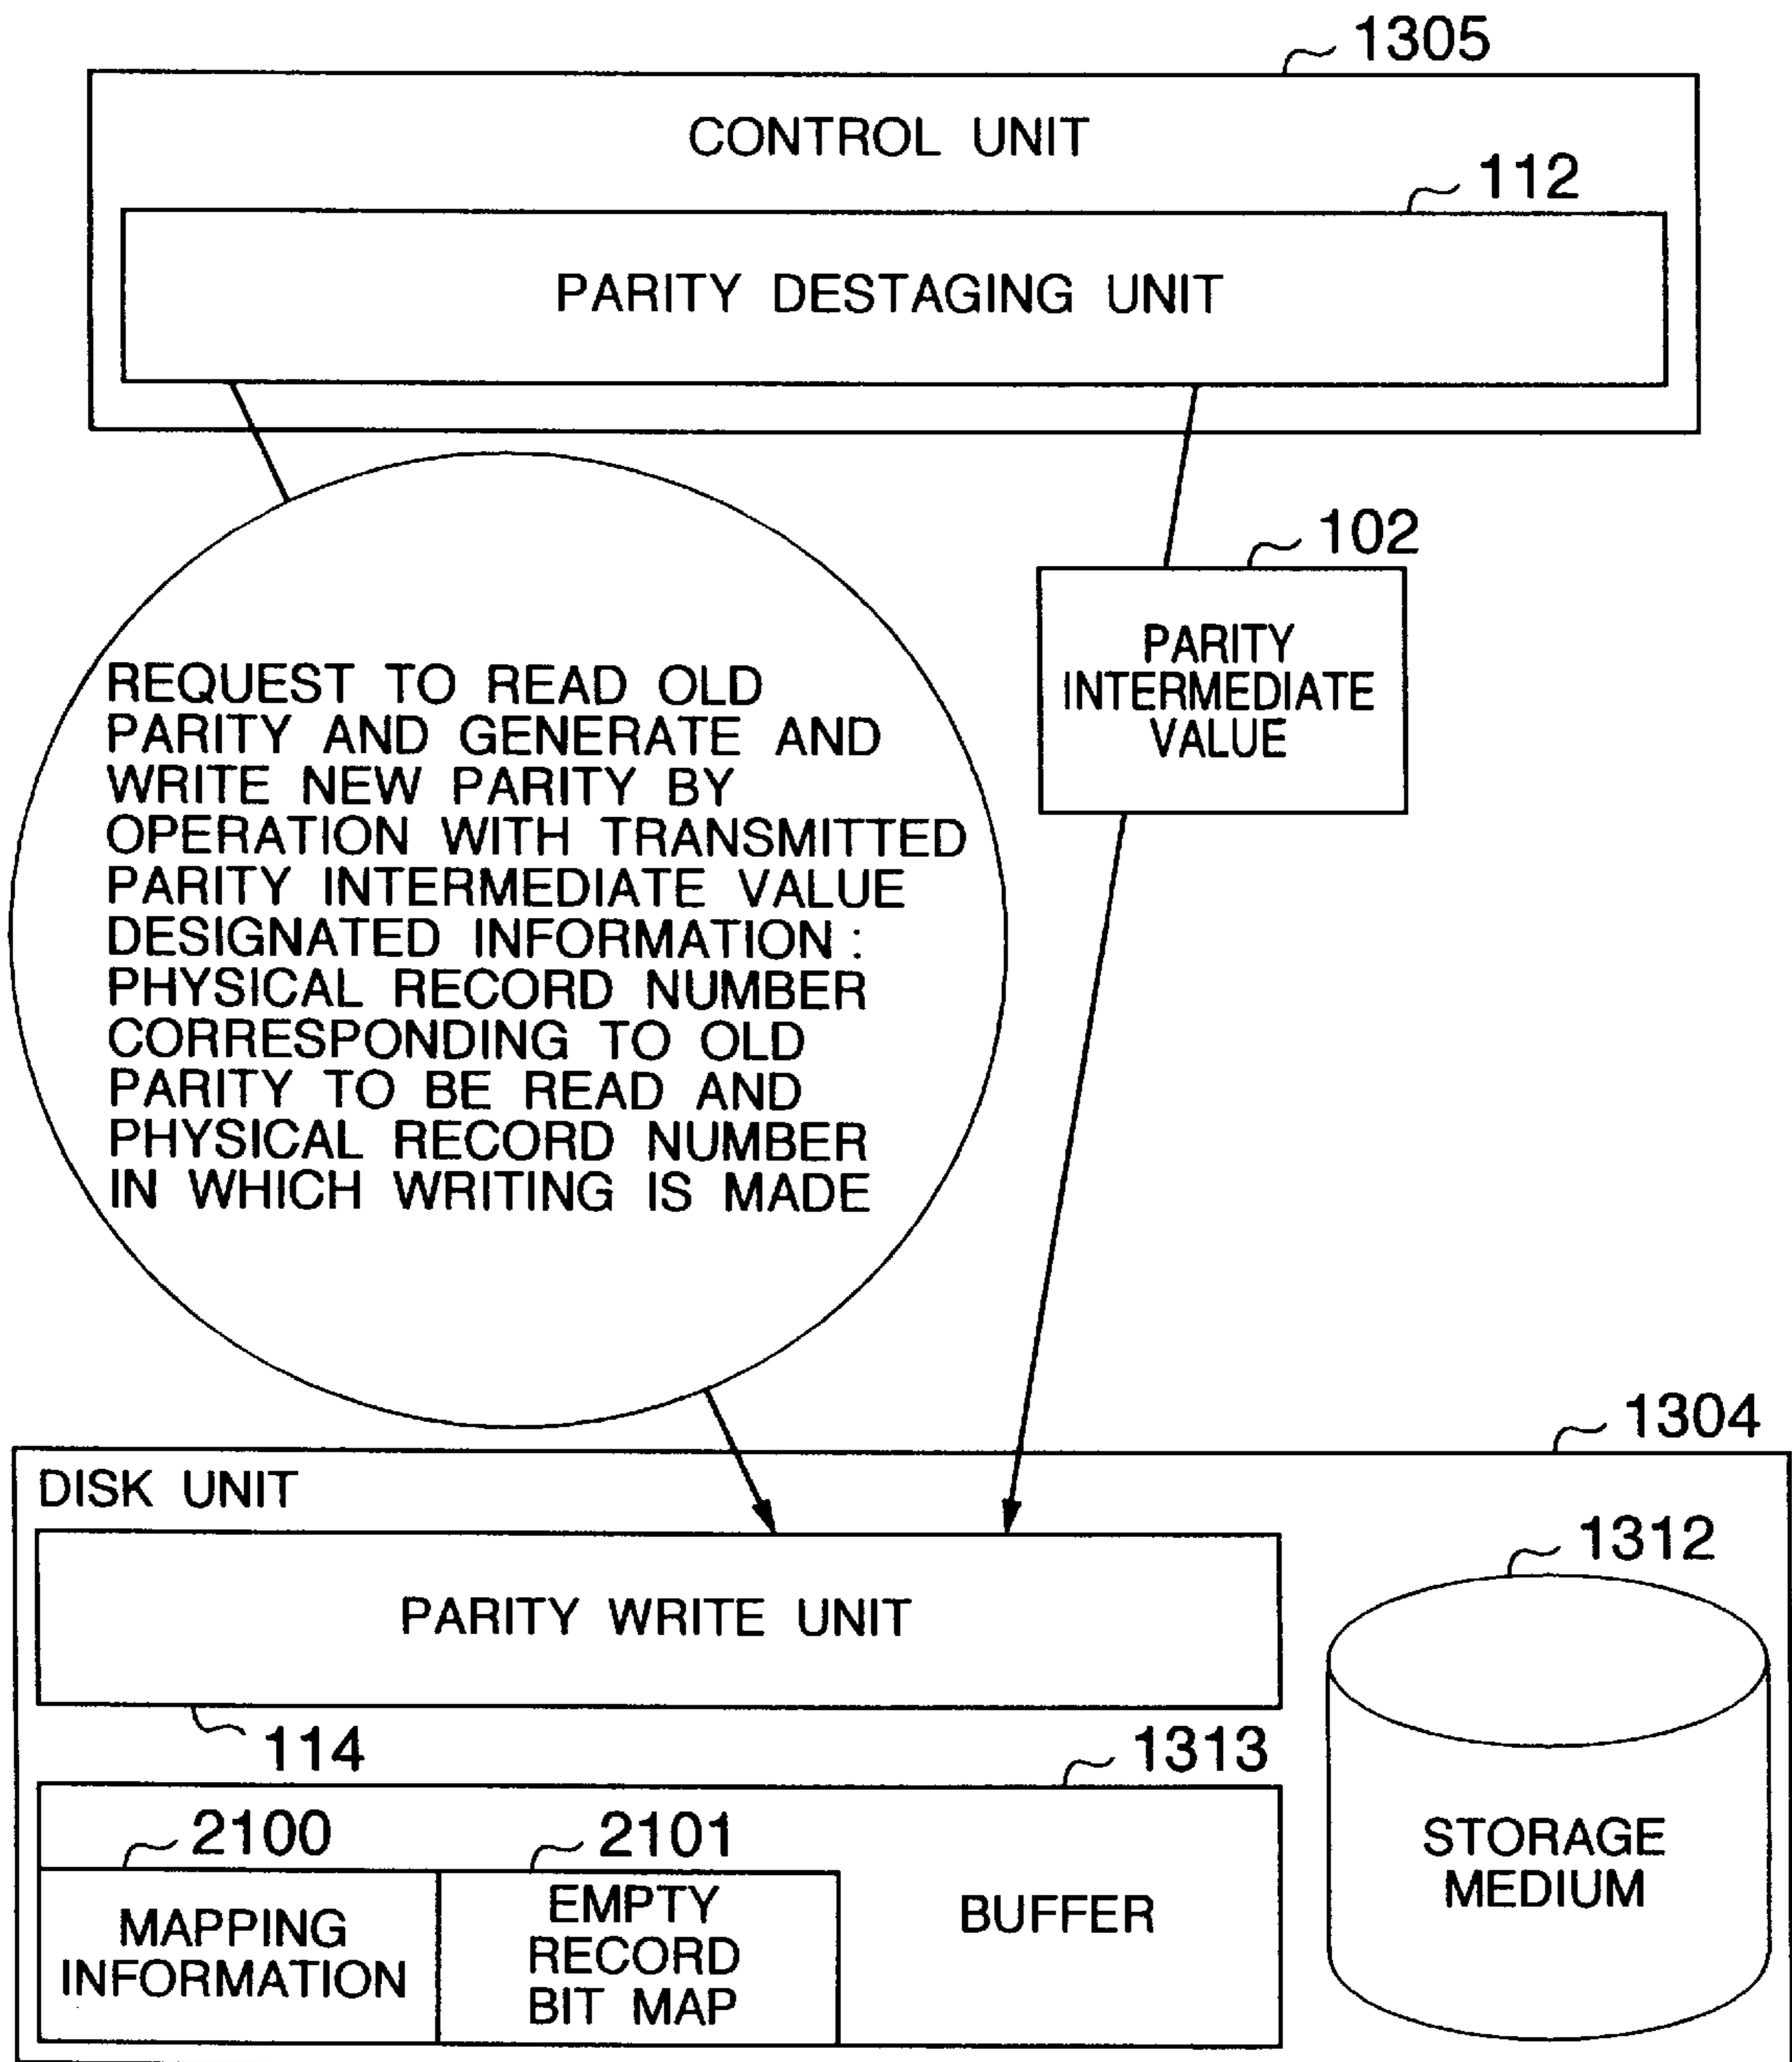 1305
CONTROL UNIT
112
PARITY DESTAGING UNIT
102
PARITY
INTERMEDIATE
VALUE
REQUEST TO READ OLD
PARITY AND GENERATE AND
WRITE NEW PARITY BY
OPERATION WITH TRANSMITTED
PARITY INTERMEDIATE VALUE
DESIGNATED INFORMATION :
PHYSICAL RECORD NUMBER
CORRESPONDING TO OLD
PARITY TO BE READ AND
PHYSICAL RECORD NUMBER
IN WHICH WRITING IS MADE
1304
DISK UNIT
1312
PARITY WRITE UNIT
114
1313
2100
2101
MAPPING
INFORMATION
EMPTY
RECORD
BIT MAP
BUFFER
STORAGE
MEDIUM